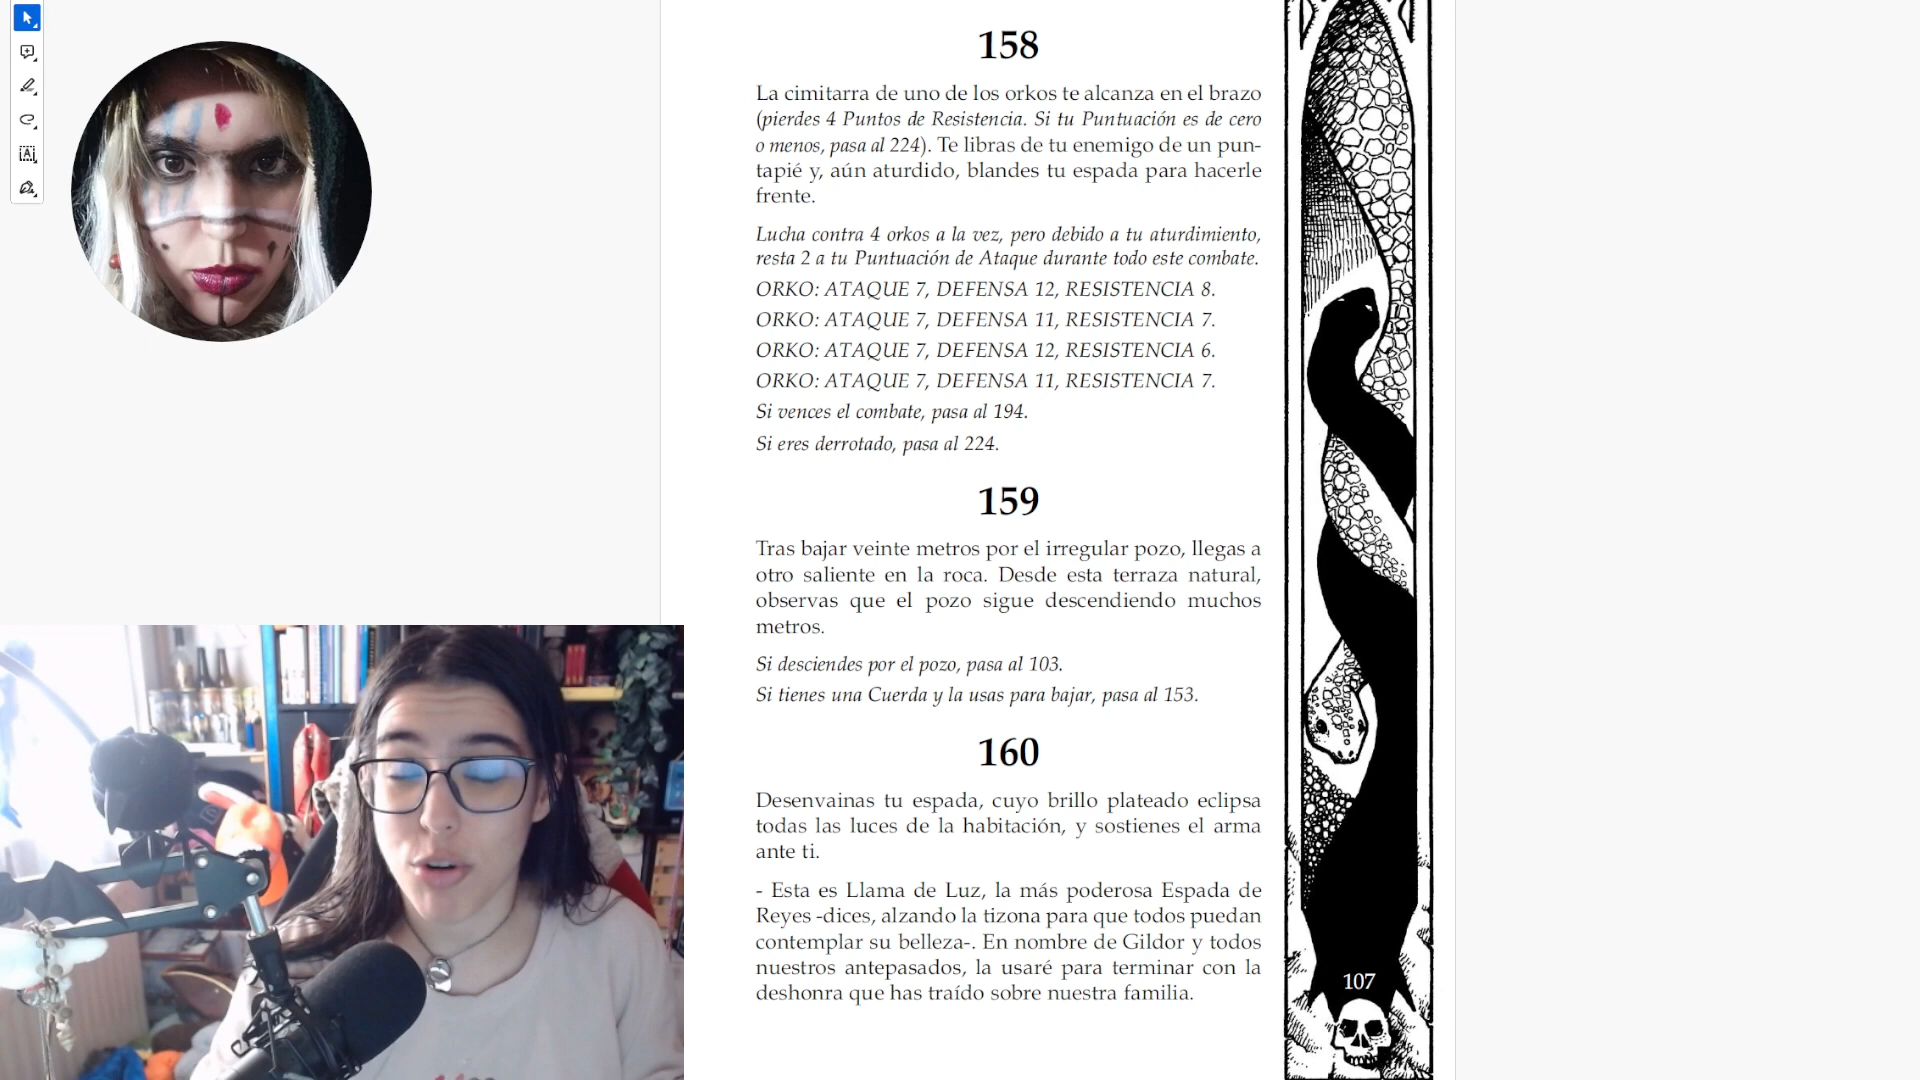 158
La cimitarra de uno de los orkos te alcanza en el brazo
(pierdes 4 Puntos de Resistencia. Si tu Puntuación es de cero
o menos, pasa al 224). Te libras de tu enemigo de un pun-
tapié y, aún aturdido, blandes tu espada para hacerle
frente.
Lucha contra 4 orkos a la vez, pero debido a tu aturdimiento,
resta 2 a tu Puntuación de Ataque durante todo este combate.
ORKO: ATAQUE 7, DEFENSA 12, RESISTENCIA 8.
ORKO: ATAQUE 7, DEFENSA 11, RESISTENCIA 7.
ORKO: ATAQUE 7, DEFENSA 12, RESISTENCIA 6.
ORKO: ATAQUE 7, DEFENSA 11, RESISTENCIA 7.
Si vences el combate, pasa al 194.
Si eres derrotado, pasa al 224.
159
Tras bajar veinte metros por el irregular pozo, llegas a
otro saliente en la roca. Desde esta terraza natural,
observas que el pozo sigue descendiendo muchos
metros.
Si desciendes por el pozo, pasa al 103.
Si tienes una Cuerda y la usas para bajar, pasa al 153.
160
Desenvainas tu espada, cuyo brillo plateado eclipsa
todas las luces de la habitación, y sostienes el arma
ante ti.
- Esta es Llama de Luz, la más poderosa Espada de
Reyes -dices, alzando la tizona para que todos puedan
contemplar su belleza-. En nombre de Gildor y todos
nuestros antepasados, la usaré para terminar con la
deshonra que has traído sobre nuestra familia.
107